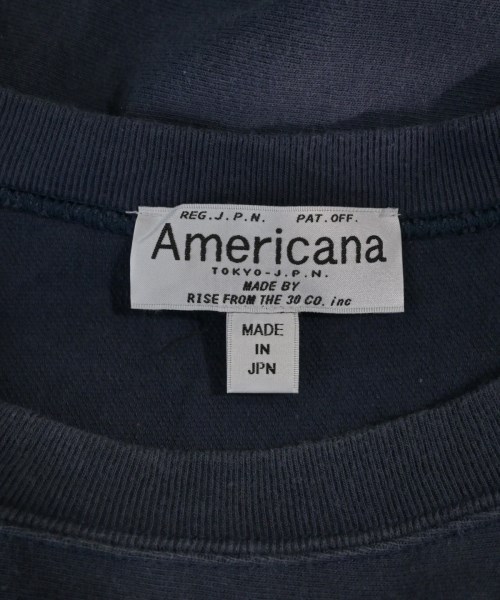 REG.J.P.N. PAT.OFF.
Americana
TOKYO-J.P.N.
MADE BY
RISE FROM THE 30 CO. inc
MADE
IN
JPN